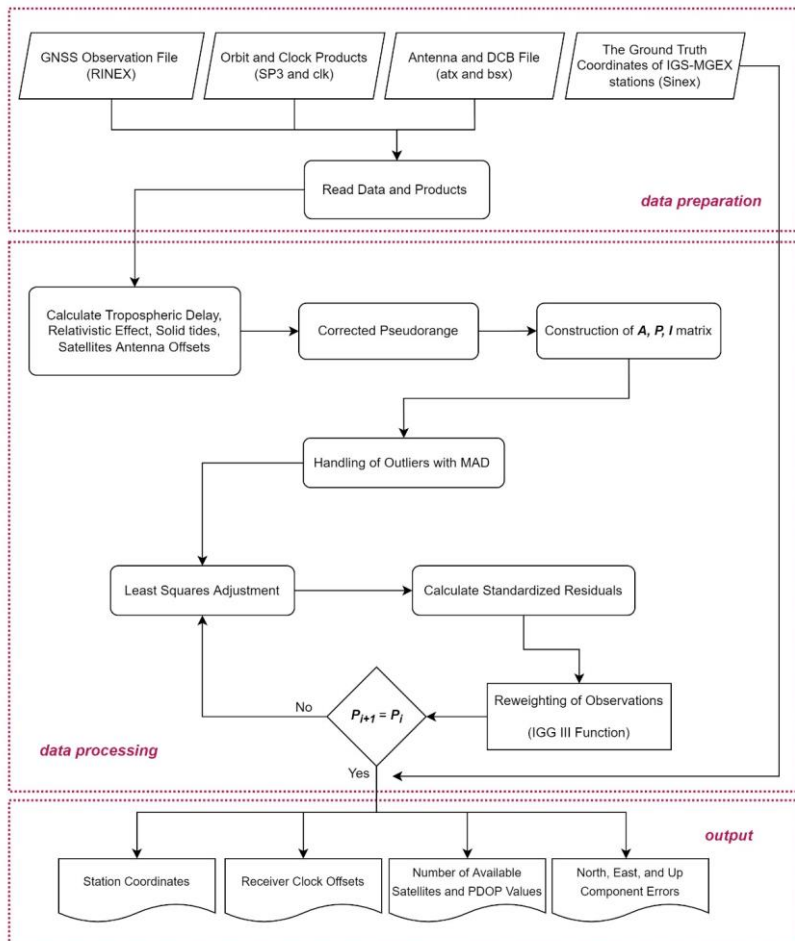 GNSS Observation File
(RINEX)
Orbit and Clock Products
(SP3 and clk)
Antenna and DCB File
(atx and bsx)
The Ground Truth
Coordinates of IGS-MGEX
stations (Sinex)
Read Data and Products
data preparation
Calculate Tropospheric Delay,
Relativistic Effect, Solid tides,
Satellites Antenna Offsets
Corrected Pseudorange
Construction of A, P, l matrix
Handling of Outliers with MAD
Least Squares Adjustment
Calculate Standardized Residuals
Reweighting of Observations
(IGG III Function)
P i+1 = P i
No
Yes
data processing
output
Station Coordinates
Receiver Clock Offsets
Number of Available
Satellites and PDOP Values
North, East, and Up
Component Errors